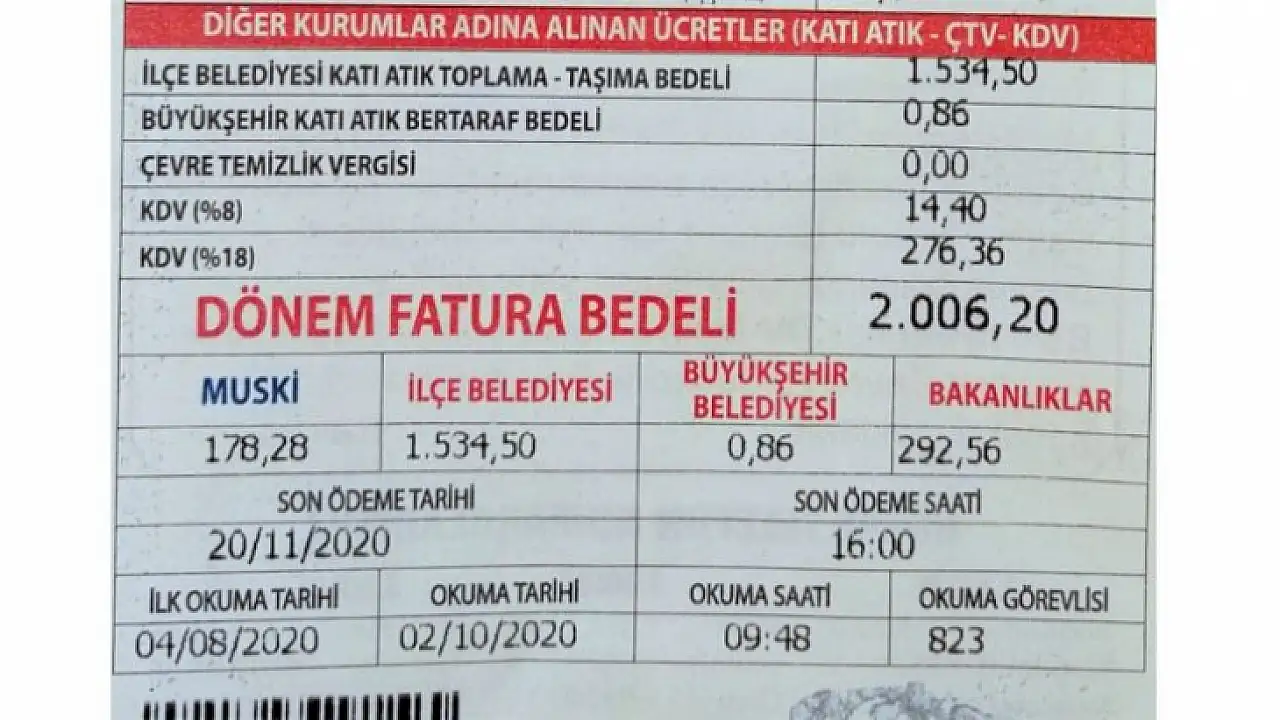 DİĞER KURUMLAR ADINA ALINAN ÜCRETLER (KATI ATIK - ÇTV- KDV)
İLÇE BELEDİYESİ KATI ATIK TOPLAMA - TAŞIMA BEDELİ 1.534,50
BÜYÜKŞEHİR KATI ATIK BERTARAF BEDELİ 0,86
ÇEVRE TEMİZLİK VERGİSİ 0,00
KDV (%8) 14,40
KDV (%18) 276,36
DÖNEM FATURA BEDELİ 2.006,20
MUSKİ İLÇE BELEDİYESİ BÜYÜKŞEHİR BELEDİYESİ BAKANLIKLAR
178,28 1.534,50 0,86 292,56
SON ÖDEME TARİHİ SON ÖDEME SAATİ
20/11/2020 16:00
İLK OKUMA TARİHİ OKUMA TARİHİ OKUMA SAATİ OKUMA GÖREVLİSİ
04/08/2020 02/10/2020 09:48 823